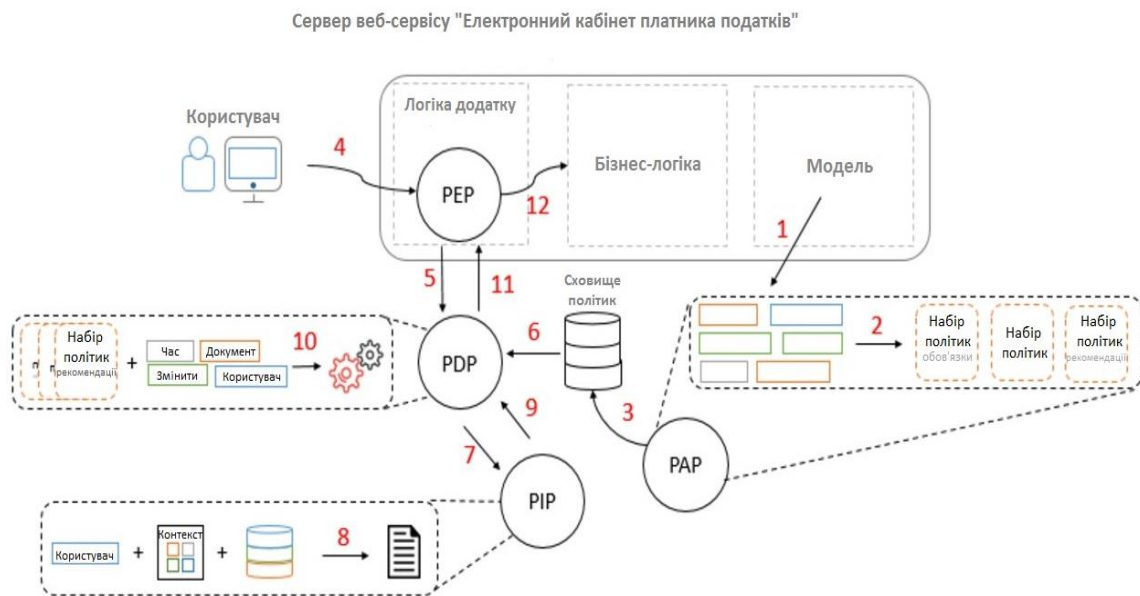 Сервер веб-сервісу "Електронний кабінет платника податків"
Користувач
Логіка додатку
Бізнес-логіка
Модель
4
PEP
12
1
5
11
Сховище
політик
Набір
політик
рекомендації
+
Час
Документ
Змінити
Користувач
10
PDP
6
2
Набір
політик
обов'язки
Набір
політик
Набір
політик
рекомендації
3
9
7
PAP
PIP
Користувач
+
Контекст
+
8